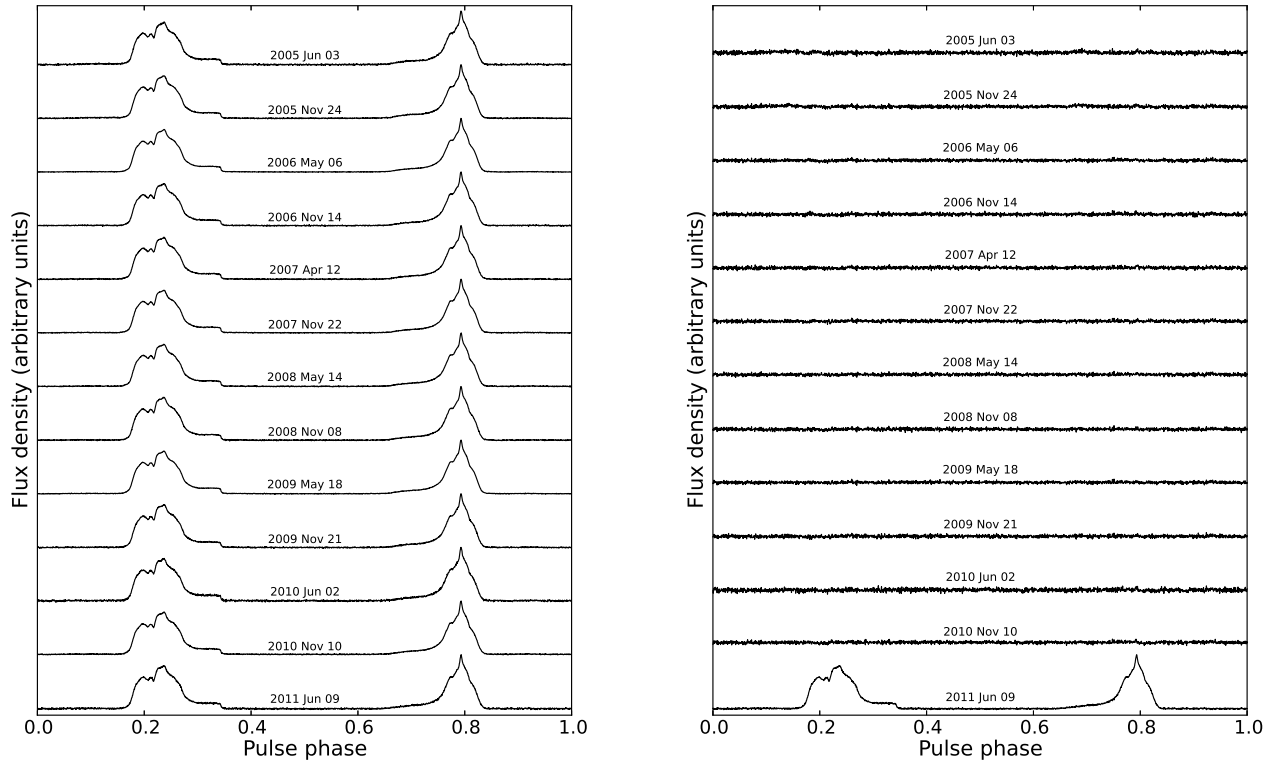 Flux density (arbitrary units)
2005 Jun 03
2005 Nov 24
2006 May 06
2006 Nov 14
2007 Apr 12
2007 Nov 22
2008 May 14
2008 Nov 08
2009 May 18
2009 Nov 21
2010 Jun 02
2010 Nov 10
2011 Jun 09
0.0 0.2 0.4 0.6 0.8 1.0
Pulse phase
Flux density (arbitrary units)
2005 Jun 03
2005 Nov 24
2006 May 06
2006 Nov 14
2007 Apr 12
2007 Nov 22
2008 May 14
2008 Nov 08
2009 May 18
2009 Nov 21
2010 Jun 02
2010 Nov 10
2011 Jun 09
0.0 0.2 0.4 0.6 0.8 1.0
Pulse phase